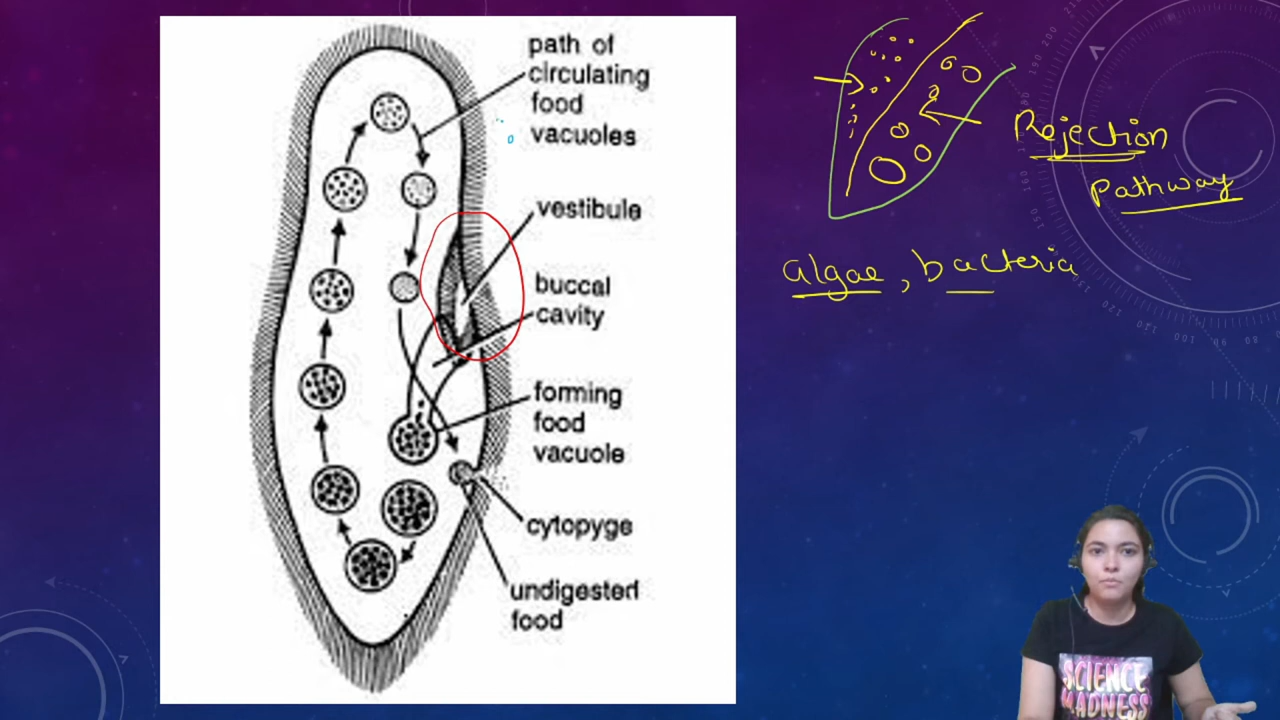 path of
circulating
food
vacuoles
vestibule
buccal
cavity
forming
food
vacuole
cytopyge
undigested
food
Rejection
pathway
algae, bacteria
SCIENCE
MADNESS